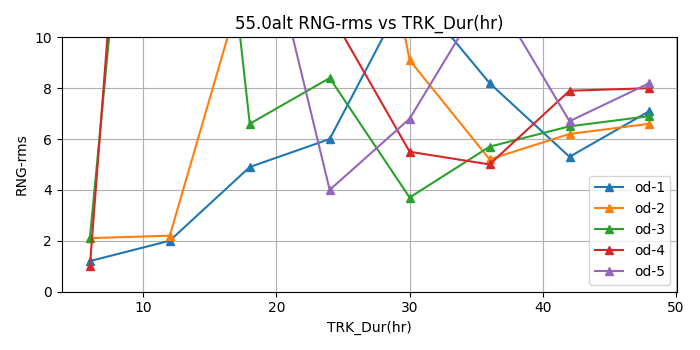 55.0alt RNG-rms vs TRK_Dur(hr)
10
8
6
4
2
0
RNG-rms
10
20
30
40
50
TRK_Dur(hr)
od-1
od-2
od-3
od-4
od-5